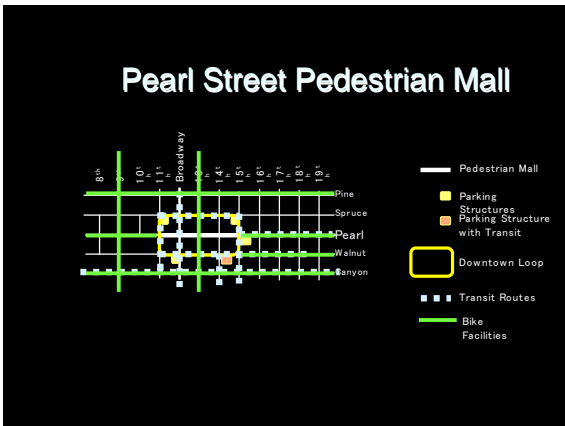 Pearl Street Pedestrian Mall
8th
9th
10th
11th
Broadway
13th
14th
15th
16th
17th
18th
19th
Pine
Spruce
Pearl
Walnut
Canyon
Pedestrian Mall
Parking
Structures
Parking Structure
with Transit
Downtown Loop
Transit Routes
Bike
Facilities